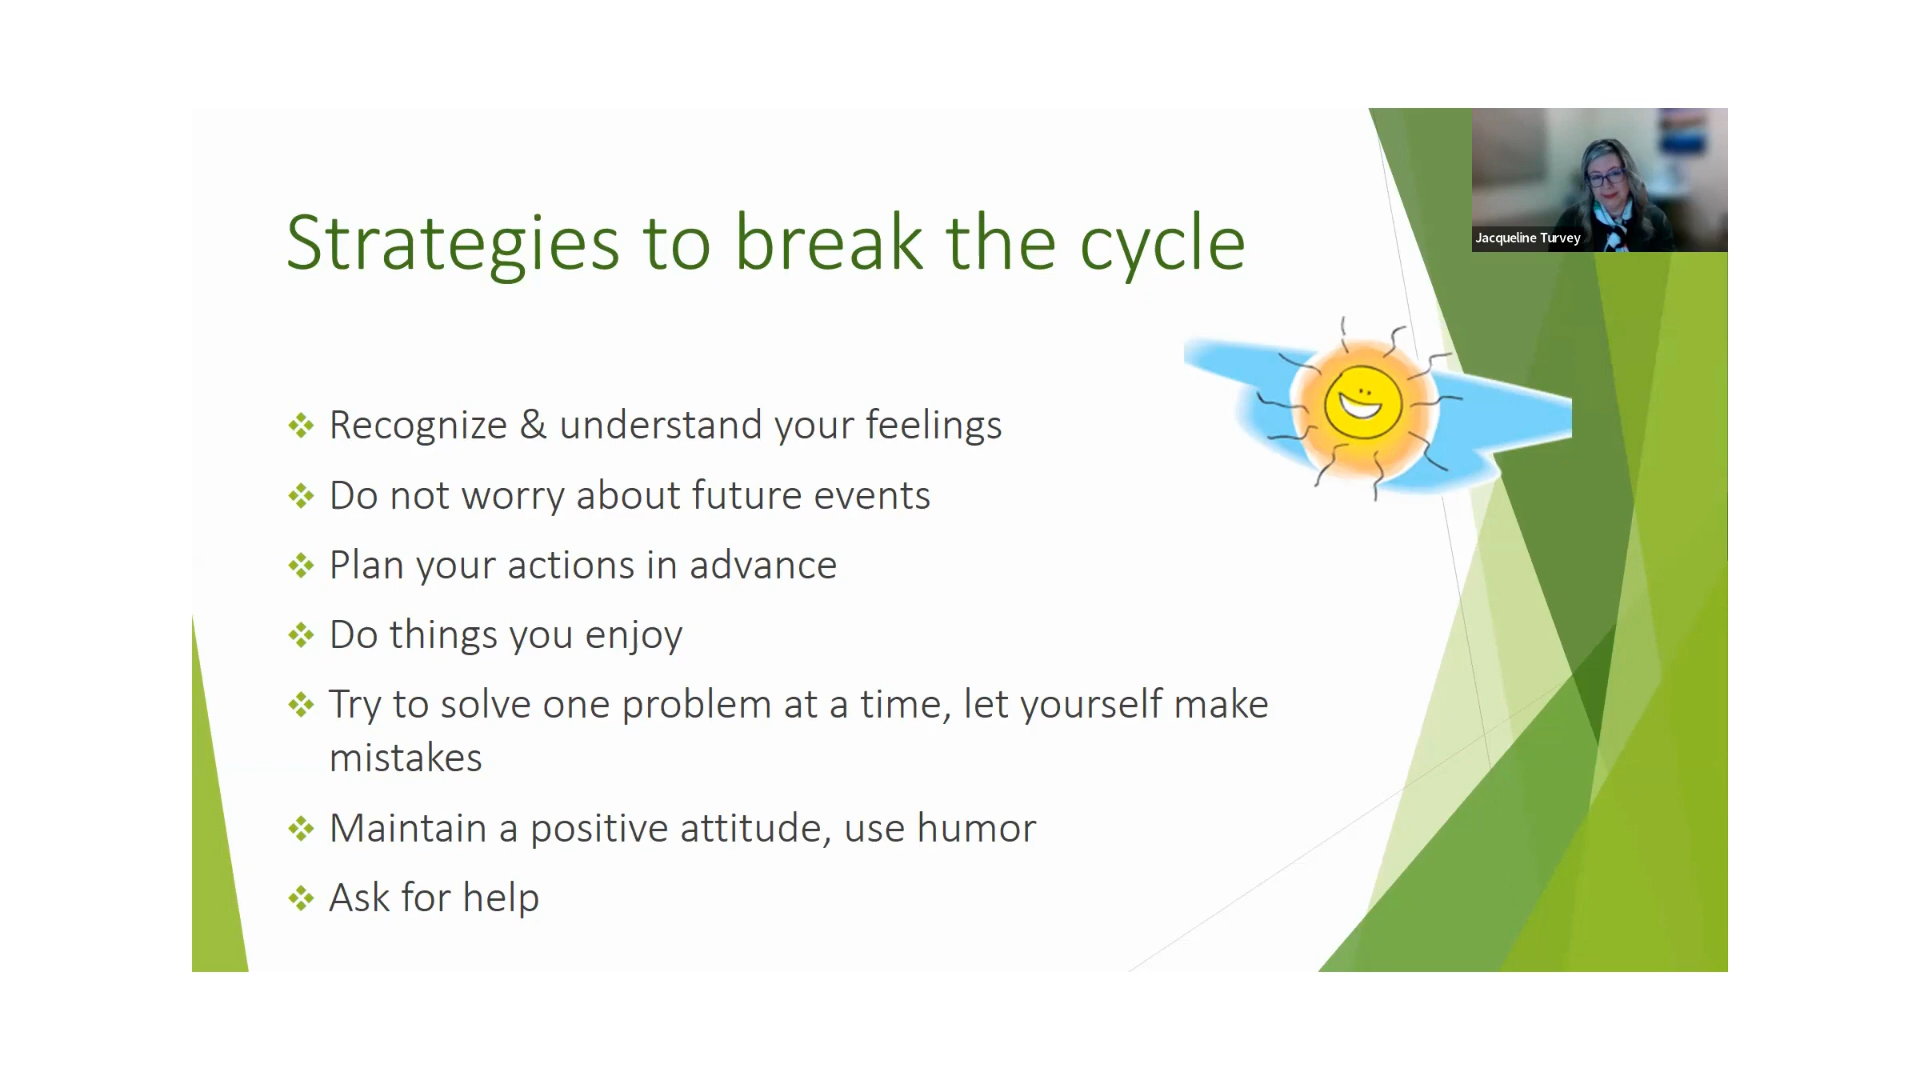 Jacqueline Turvey
Strategies to break the cycle
Recognize & understand your feelings
Do not worry about future events
Plan your actions in advance
Do things you enjoy
Try to solve one problem at a time, let yourself make
mistakes
Maintain a positive attitude, use humor
Ask for help